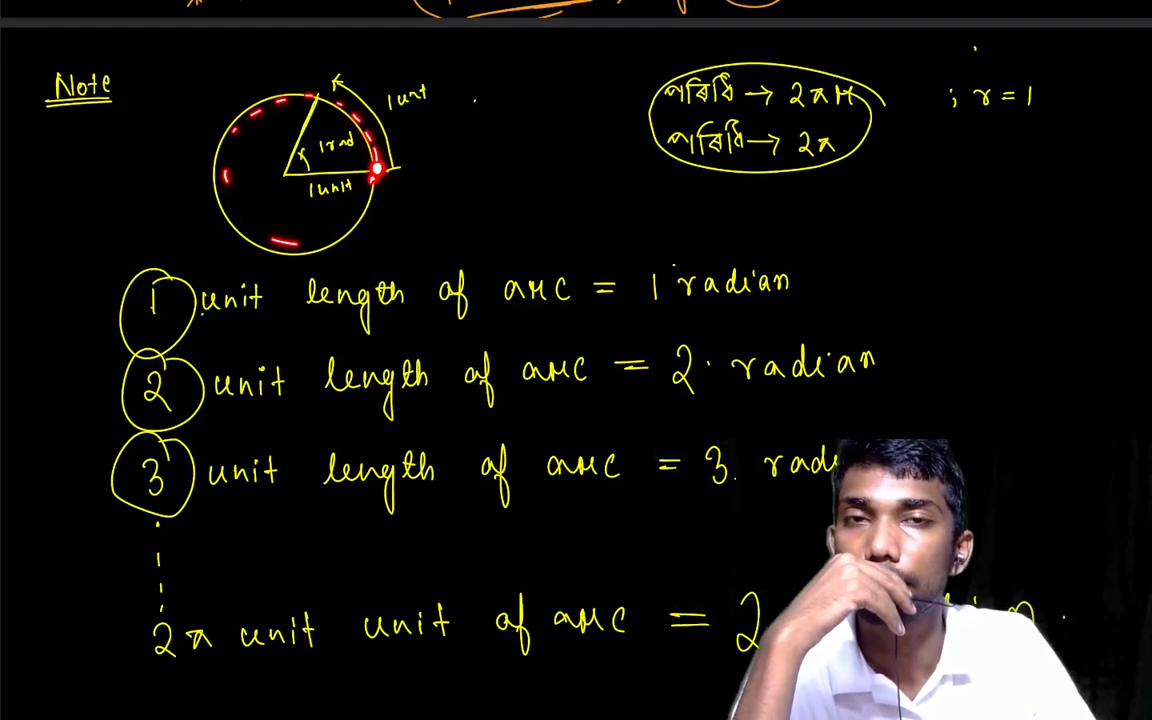 Note
1 unit
1 rad
1 unit
পৰিধি → 2πr
পৰিধি → 2π
; r = 1
1 unit length of arc = 1 radian
2 unit length of arc = 2. radian
3 unit length of arc = 3.
2π unit unit of arc = 2